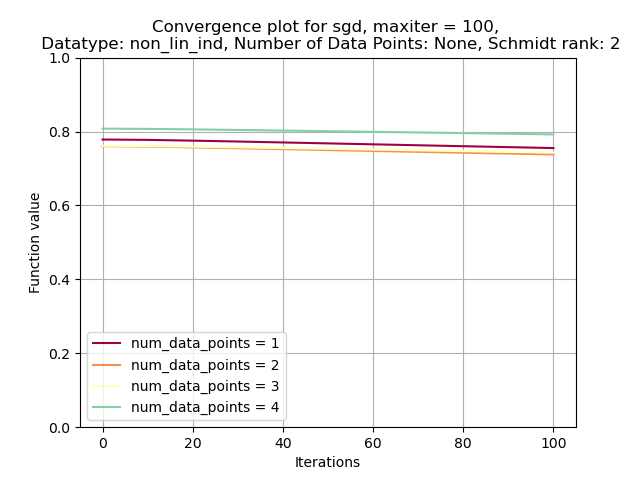 Convergence plot for sgd, maxiter = 100,
Datatype: non_lin_ind, Number of Data Points: None, Schmidt rank: 2
1.0
0.8
0.6
0.4
0.2
0.0
Function value
num_data_points = 1
num_data_points = 2
num_data_points = 3
num_data_points = 4
0 20 40 60 80 100
Iterations